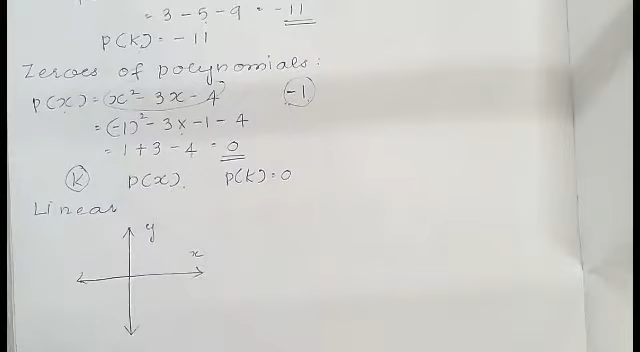 = 3 - 5 - 9 = -11
P(K) = -11
Zeroes of polynomials:
P(x) = x² - 3x - 4 (-1)
= (-1)² - 3x - 1 - 4
= 1 + 3 - 4 = 0
K P(x). P(K) = 0
Linear
y
x